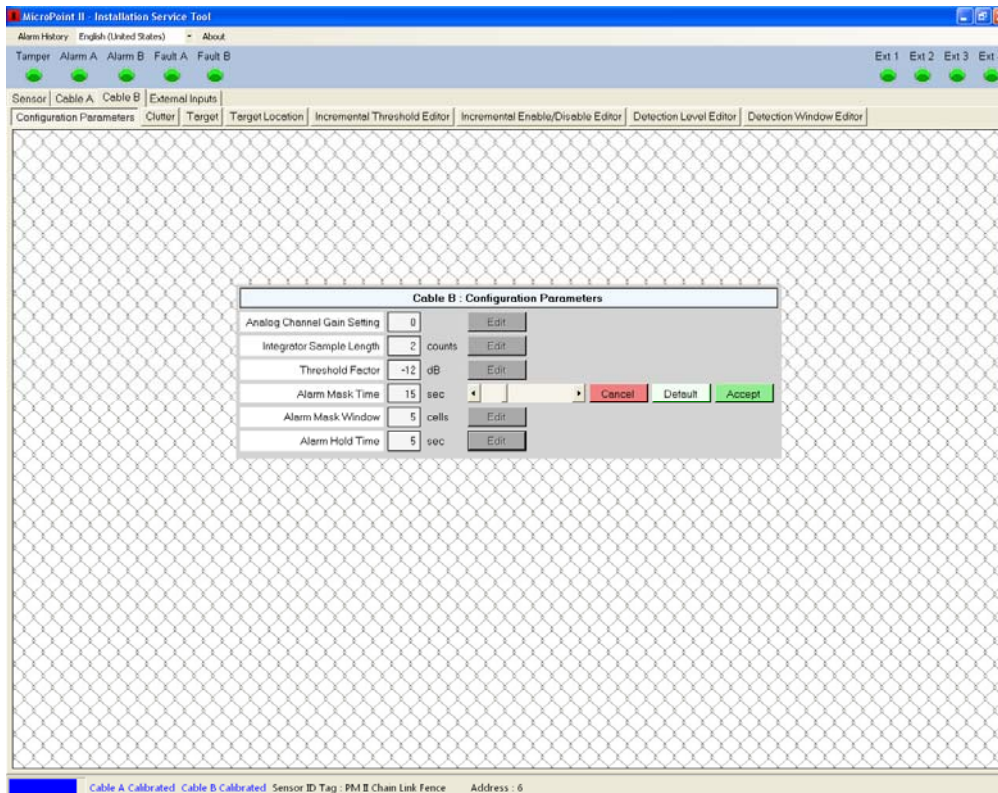 MicroPoint II - Installation Service Tool
Alarm History English (United States) About
Tamper Alarm A Alarm B Fault A Fault B Ext 1 Ext 2 Ext 3 Ext
Sensor Cable A Cable B External Inputs
Configuration Parameters Clutter Target Target Location Incremental Threshold Editor Incremental Enable/Disable Editor Detection Level Editor Detection Window Editor
Cable B : Configuration Parameters
Analog Channel Gain Setting 0 Edit
Integrator Sample Length 2 counts Edit
Threshold Factor -12 dB Edit
Alarm Mask Time 15 sec Cancel Default Accept
Alarm Mask Window 5 cells Edit
Alarm Hold Time 5 sec Edit
Cable A Calibrated Cable B Calibrated Sensor ID Tag : PM II Chain Link Fence Address : 6